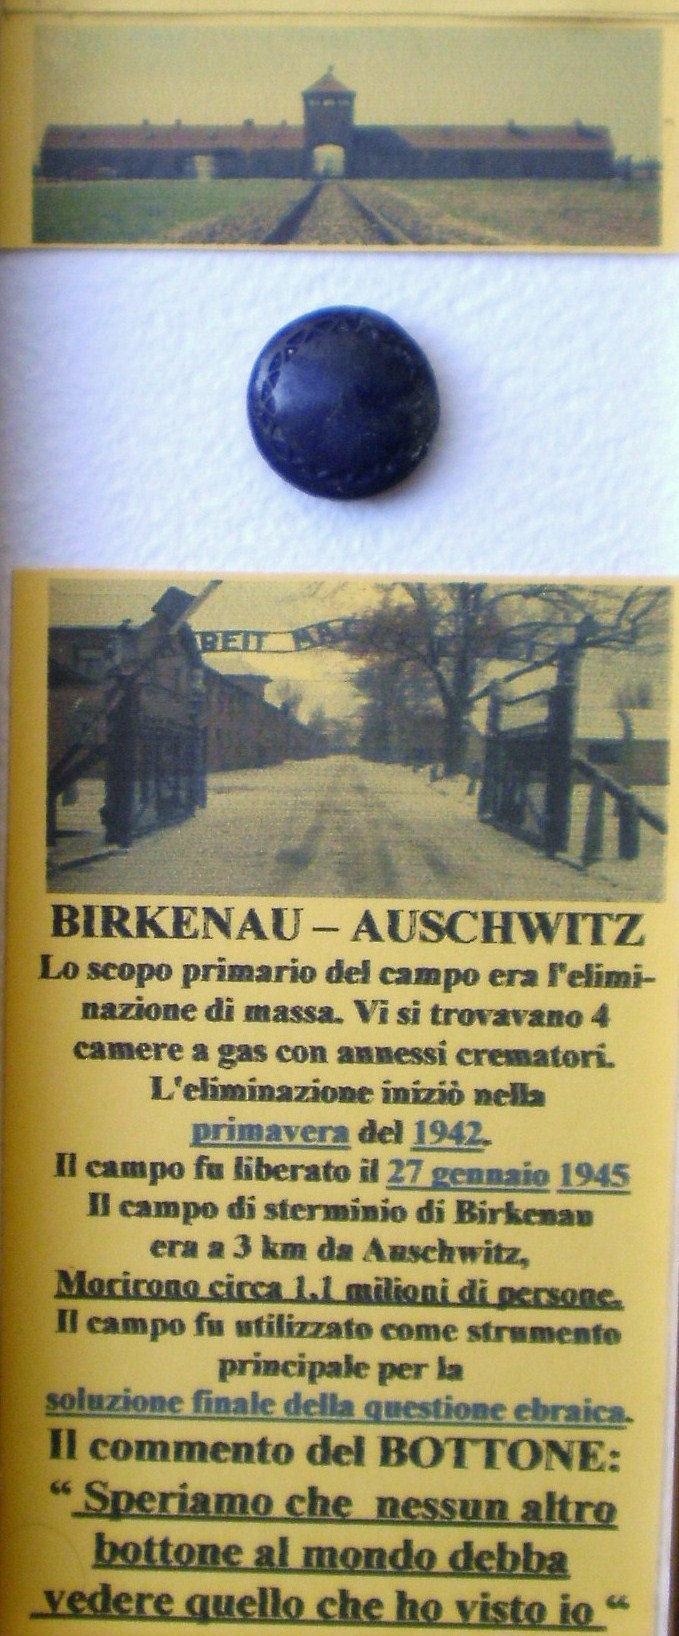 BEIT MAC
BIRKENAU – AUSCHWITZ
Lo scopo primario del campo era l'elimi-
nazione di massa. Vi si trovavano 4
camere a gas con annessi crematori.
L'eliminazione iniziò nella
primavera del 1942.
Il campo fu liberato il 27 gennaio 1945
Il campo di sterminio di Birkenau
era a 3 km da Auschwitz,
Morirono circa 1.1 milioni di persone.
Il campo fu utilizzato come strumento
principale per la
soluzione finale della questione ebraica.
Il commento del BOTTONE:
“ Speriamo che nessun altro
bottone al mondo debba
vedere quello che ho visto io “